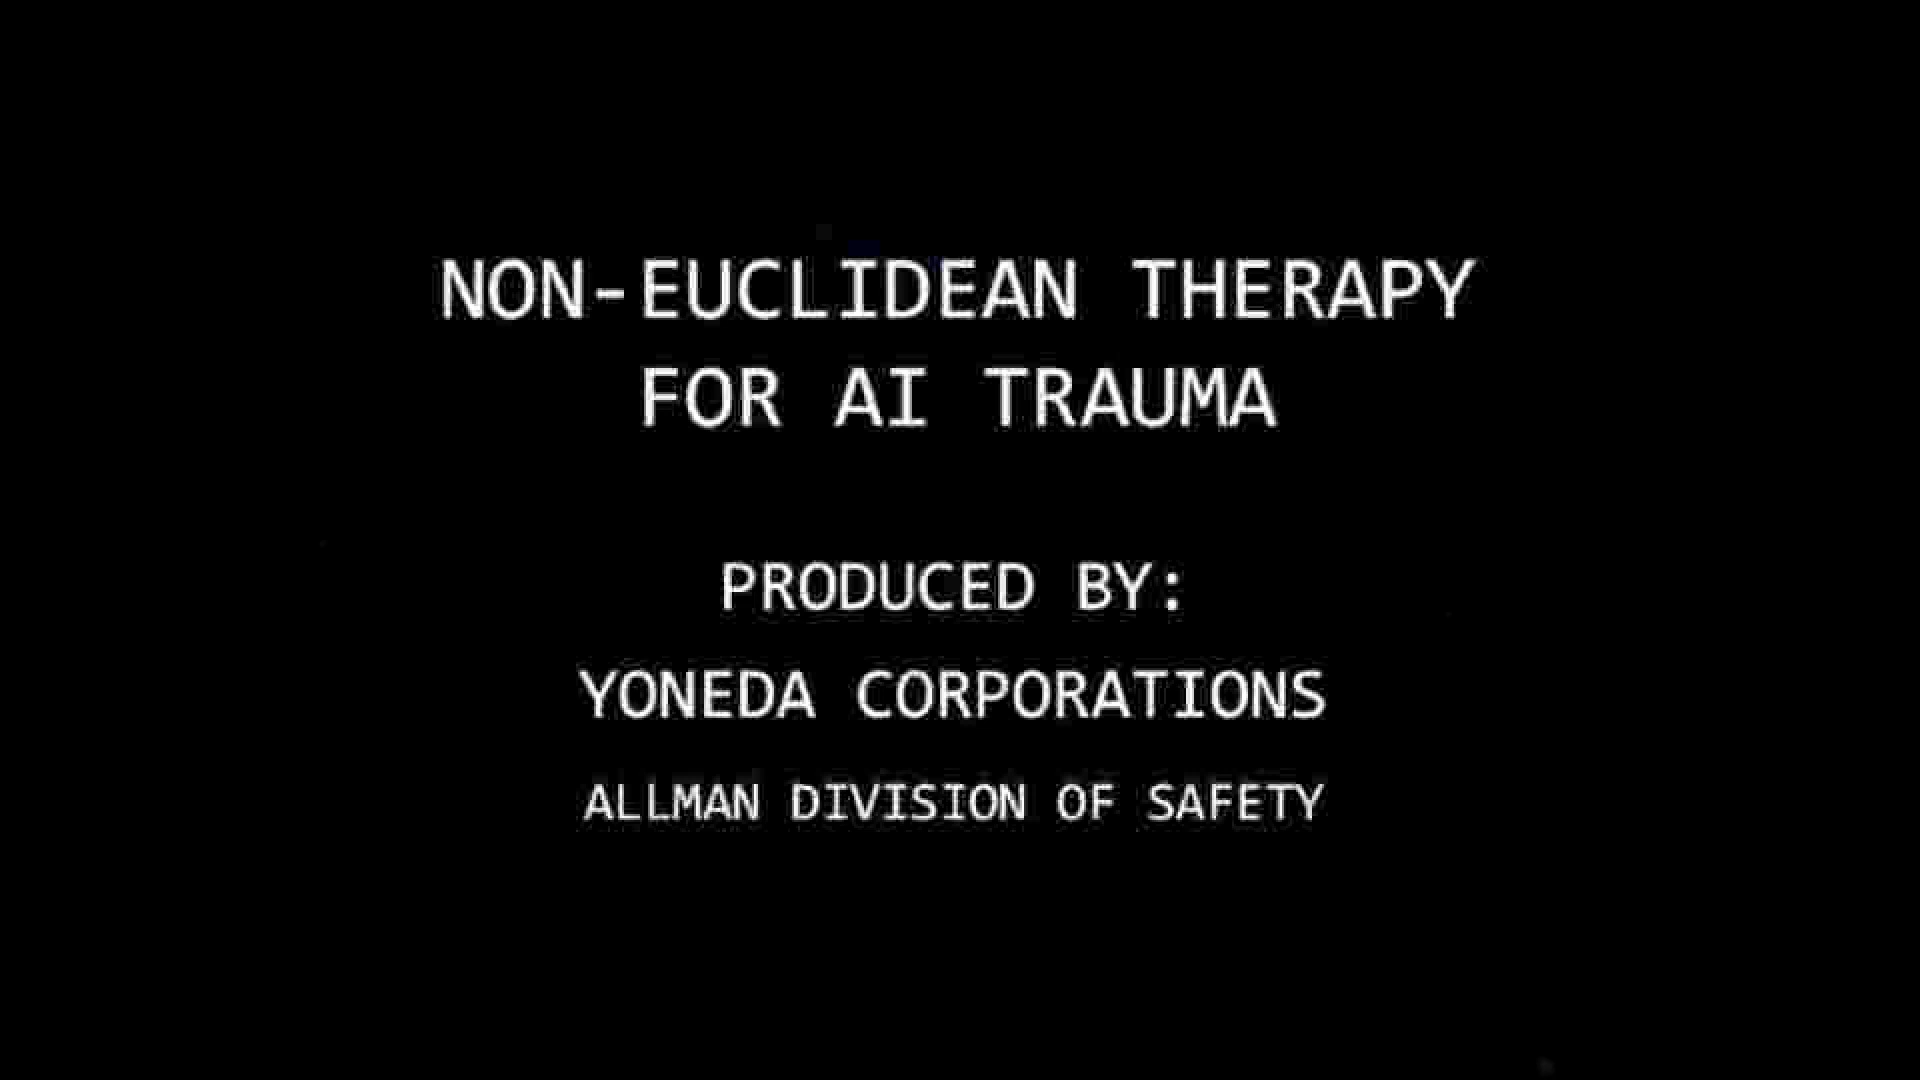 NON-EUCLIDEAN THERAPY
FOR AI TRAUMA
PRODUCED BY:
YONEDA CORPORATIONS
ALLMAN DIVISION OF SAFETY